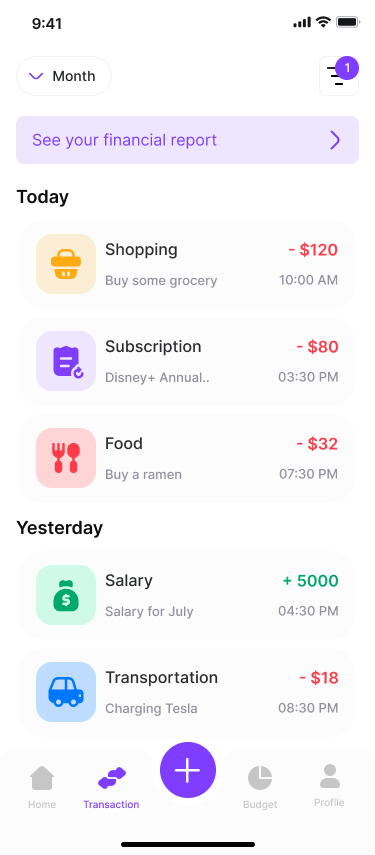 9:41
Month
1
See your financial report
Today
Shopping
- $120
Buy some grocery
10:00 AM
Subscription
- $80
Disney+ Annual..
03:30 PM
Food
- $32
Buy a ramen
07:30 PM
Yesterday
$
Salary
+ 5000
Salary for July
04:30 PM
Transportation
- $18
Charging Tesla
08:30 PM
Home
Transaction
Budget
Profile